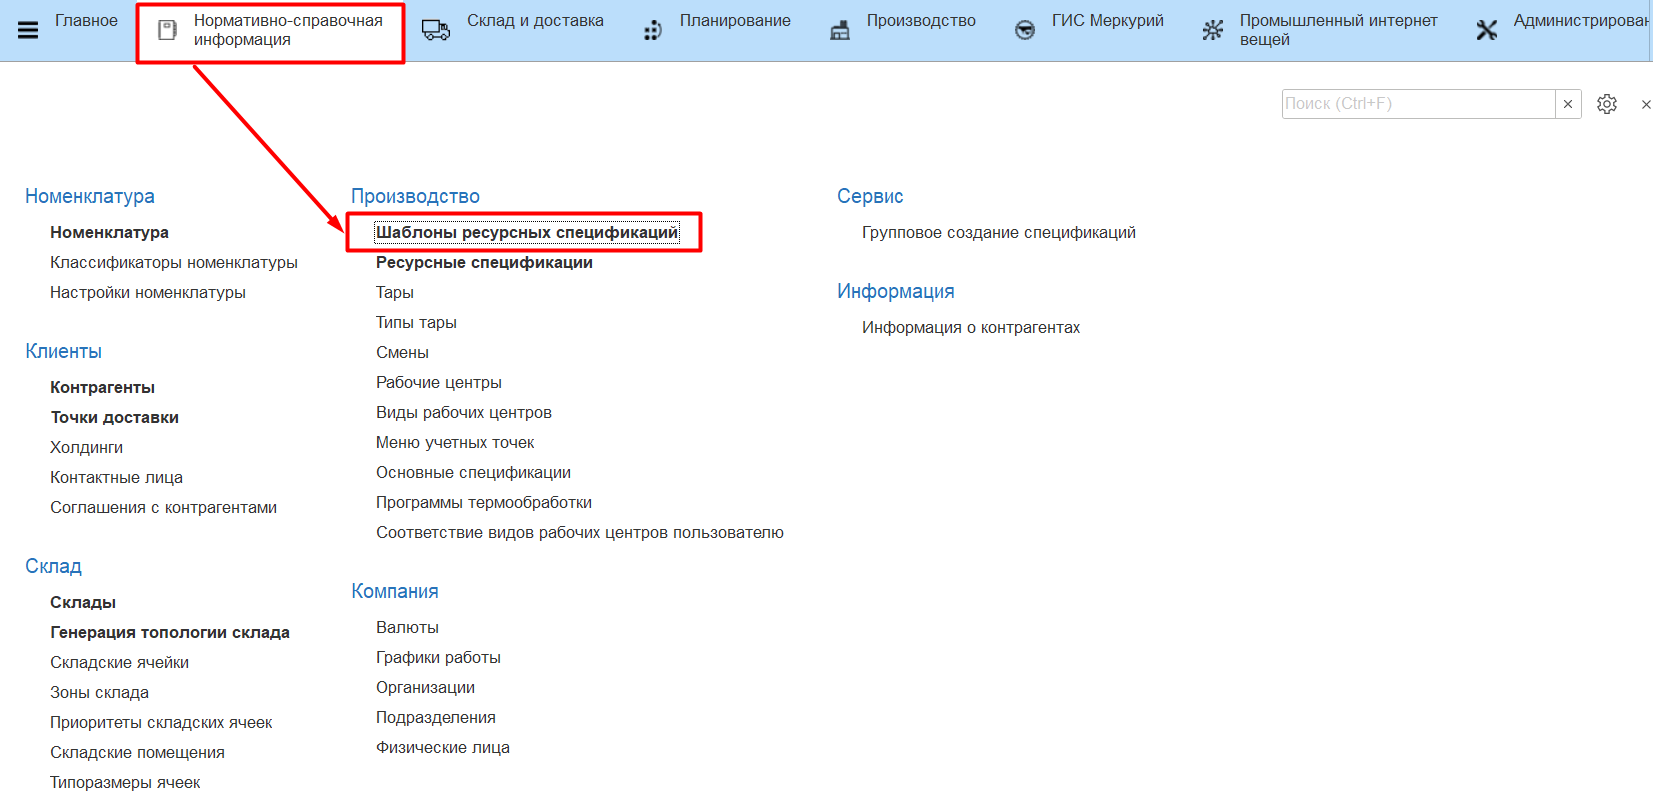 Главное
Нормативно-справочная
информация
Склад и доставка
Планирование
Производство
ГИС Меркурий
Промышленный интернет
вещей
Администрирован
Поиск (Ctrl+F)
Номенклатура
Номенклатура
Классификаторы номенклатуры
Настройки номенклатуры
Клиенты
Контрагенты
Точки доставки
Холдинги
Контактные лица
Соглашения с контрагентами
Склад
Склады
Генерация топологии склада
Складские ячейки
Зоны склада
Приоритеты складских ячеек
Складские помещения
Типоразмеры ячеек
Производство
Шаблоны ресурсных спецификаций
Ресурсные спецификации
Тары
Типы тары
Смены
Рабочие центры
Виды рабочих центров
Меню учетных точек
Основные спецификации
Программы термообработки
Соответствие видов рабочих центров пользователю
Компания
Валюты
Графики работы
Организации
Подразделения
Физические лица
Сервис
Групповое создание спецификаций
Информация
Информация о контрагентах